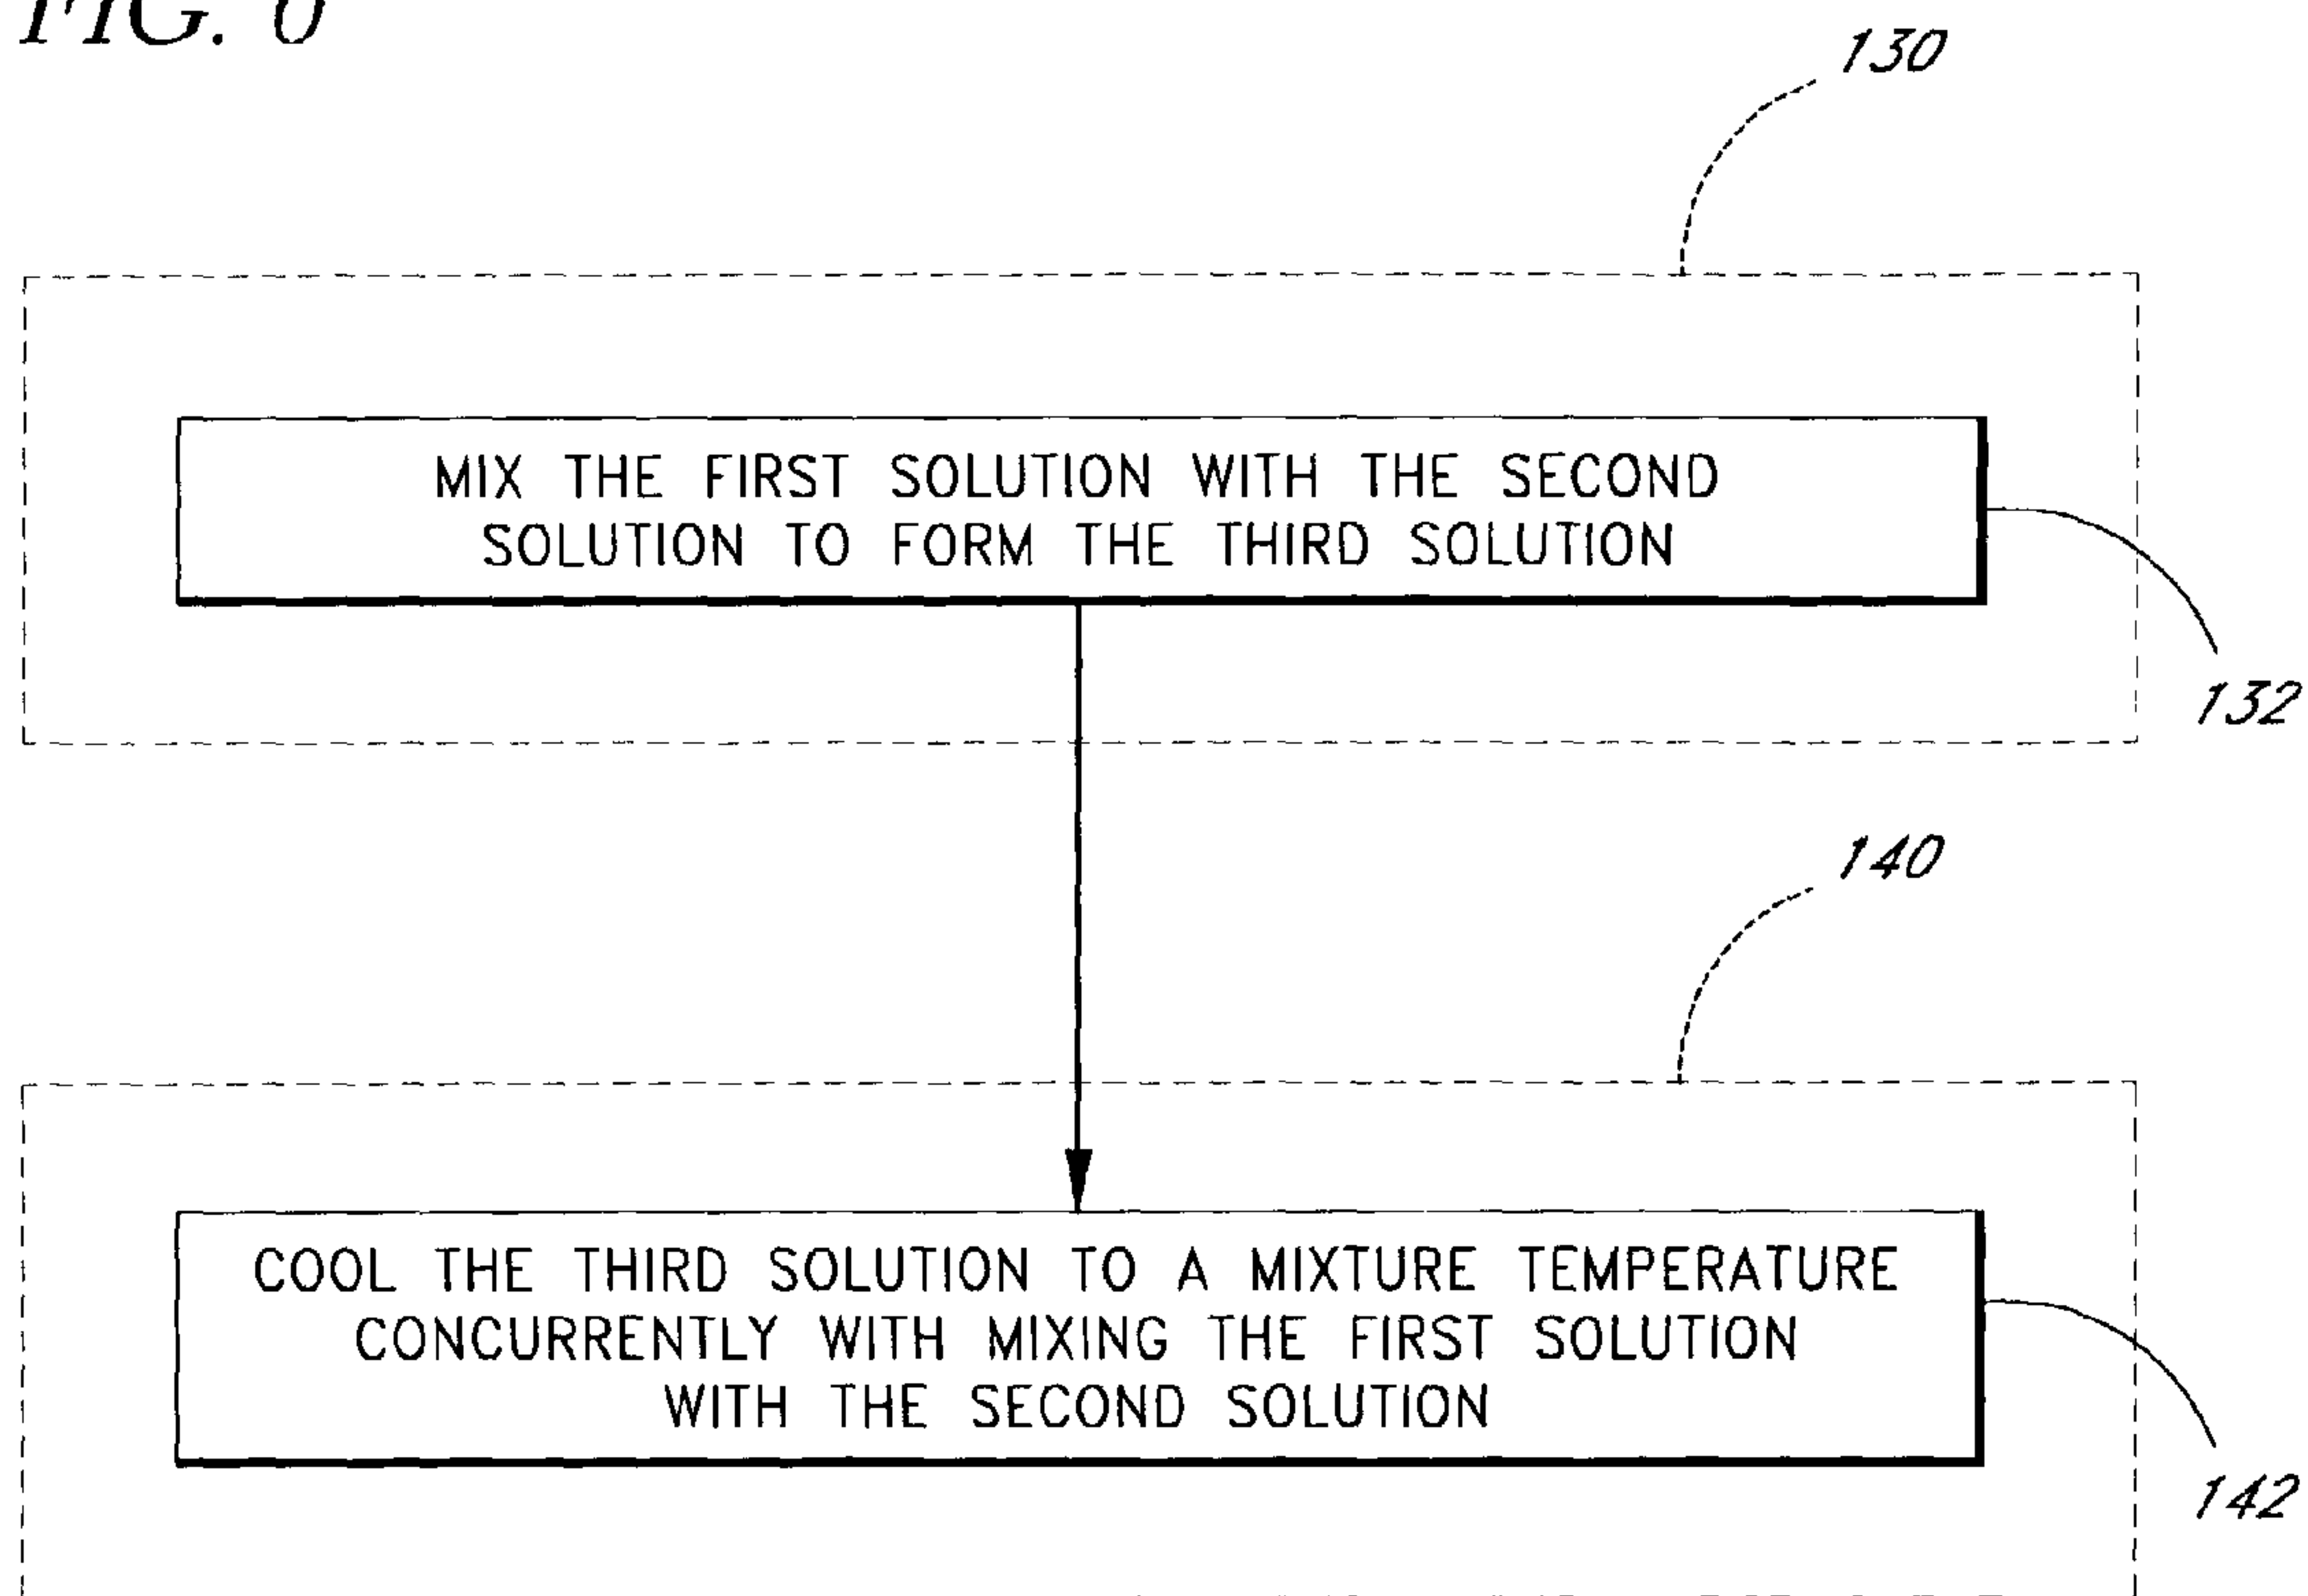 FIG.
130
MIX THE FIRST SOLUTION WITH THE SECOND
SOLUTION TO FORM THE THIRD SOLUTION
132
140
COOL THE THIRD SOLUTION TO A MIXTURE TEMPERATURE
CONCURRENTLY WITH MIXING THE FIRST SOLUTION
WITH THE SECOND SOLUTION
142